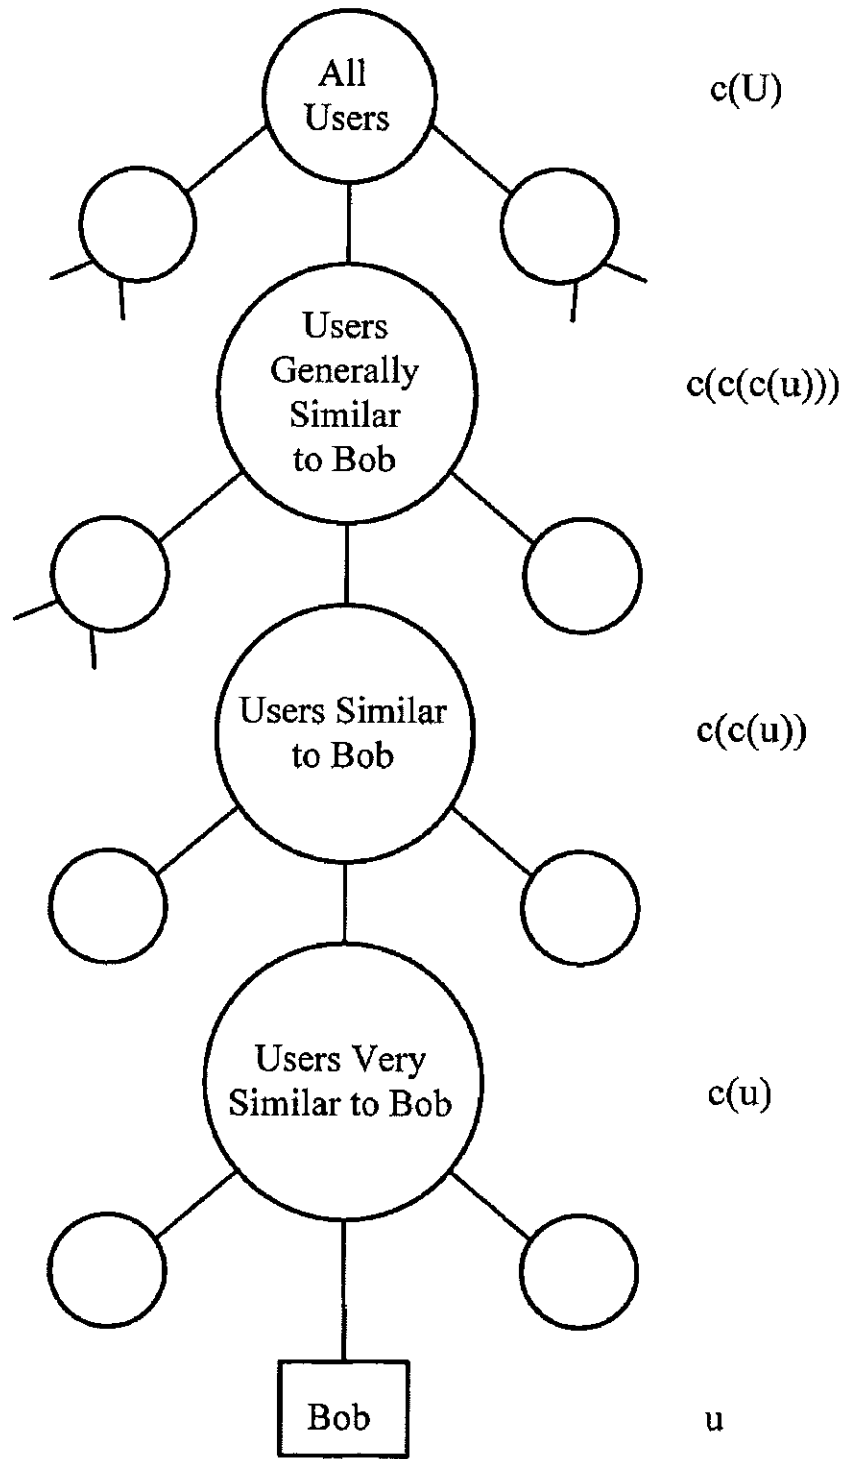 All
Users
c(U)
Users
Generally
Similar
to Bob
c(c(c(u)))
Users Similar
to Bob
c(c(u))
Users Very
Similar to Bob
c(u)
Bob
u